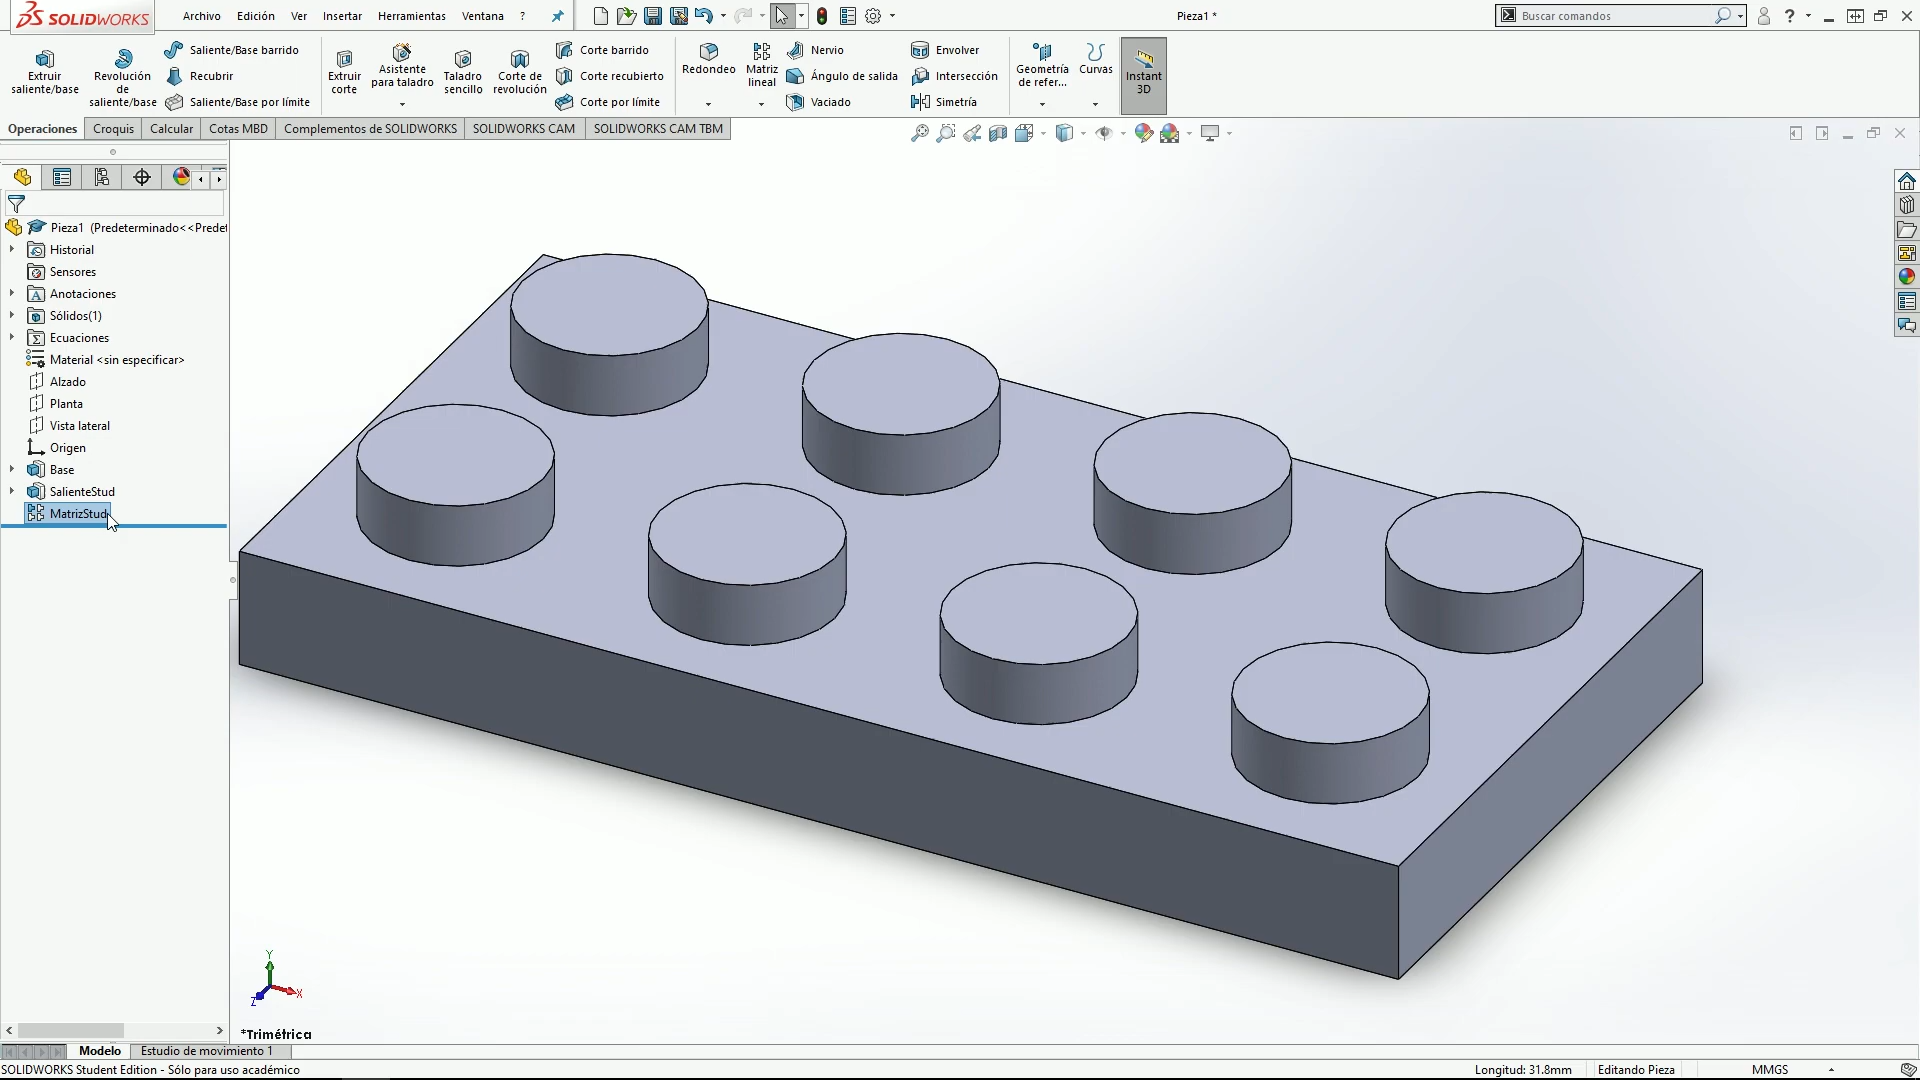 SOLIDWORKS Archivo Edición Ver Insertar Herramientas Ventana ? Pieza1 * Buscar comandos ?
Extruir saliente/base
Revolución de saliente/base
Saliente/Base barrido
Recubrir
Saliente/Base por límite
Extruir corte
Asistente para taladro
Taladro sencillo
Corte de revolución
Corte barrido
Corte recubierto
Corte por límite
Redondeo
Matriz lineal
Nervio
Ángulo de salida
Vaciado
Envolver
Intersección
Simetría
Geometría de refer...
Curvas
Instant 3D
Operaciones Croquis Calcular Cotas MBD Complementos de SOLIDWORKS SOLIDWORKS CAM SOLIDWORKS CAM TBM
Pieza1 (Predeterminado<<Predet
Historial
Sensores
Anotaciones
Sólidos(1)
Ecuaciones
Material <sin especificar>
Alzado
Planta
Vista lateral
Origen
Base
SalienteStud
MatrizStud
Y
X
Z
*Trimétrica
Modelo Estudio de movimiento 1
SOLIDWORKS Student Edition - Sólo para uso académico Longitud: 31.8mm Editando Pieza MMGS